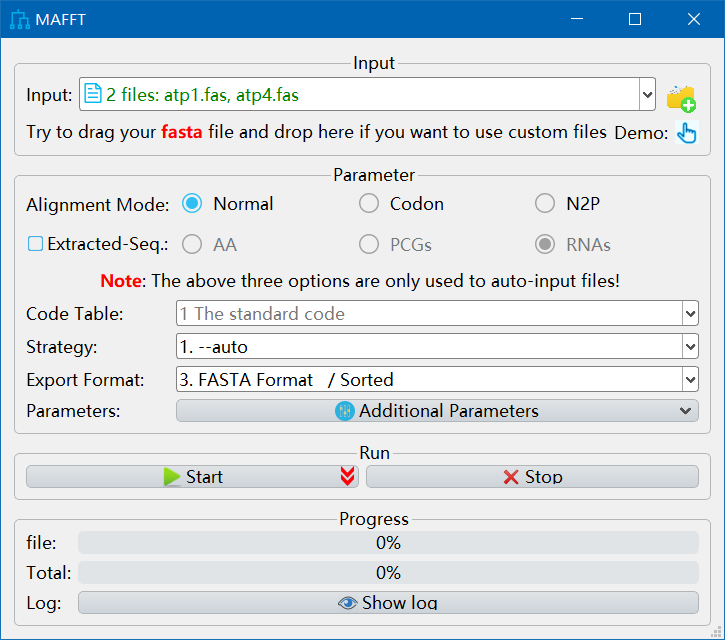 MAFFT
Input
Input: 2 files: atp1.fas, atp4.fas
Try to drag your fasta file and drop here if you want to use custom files Demo:
Parameter
Alignment Mode: Normal Codon N2P
Extracted-Seq.: AA PCGs RNAs
Note: The above three options are only used to auto-input files!
Code Table: 1 The standard code
Strategy: 1. --auto
Export Format: 3. FASTA Format / Sorted
Parameters: Additional Parameters
Run
Start Stop
Progress
file: 0%
Total: 0%
Log: Show log